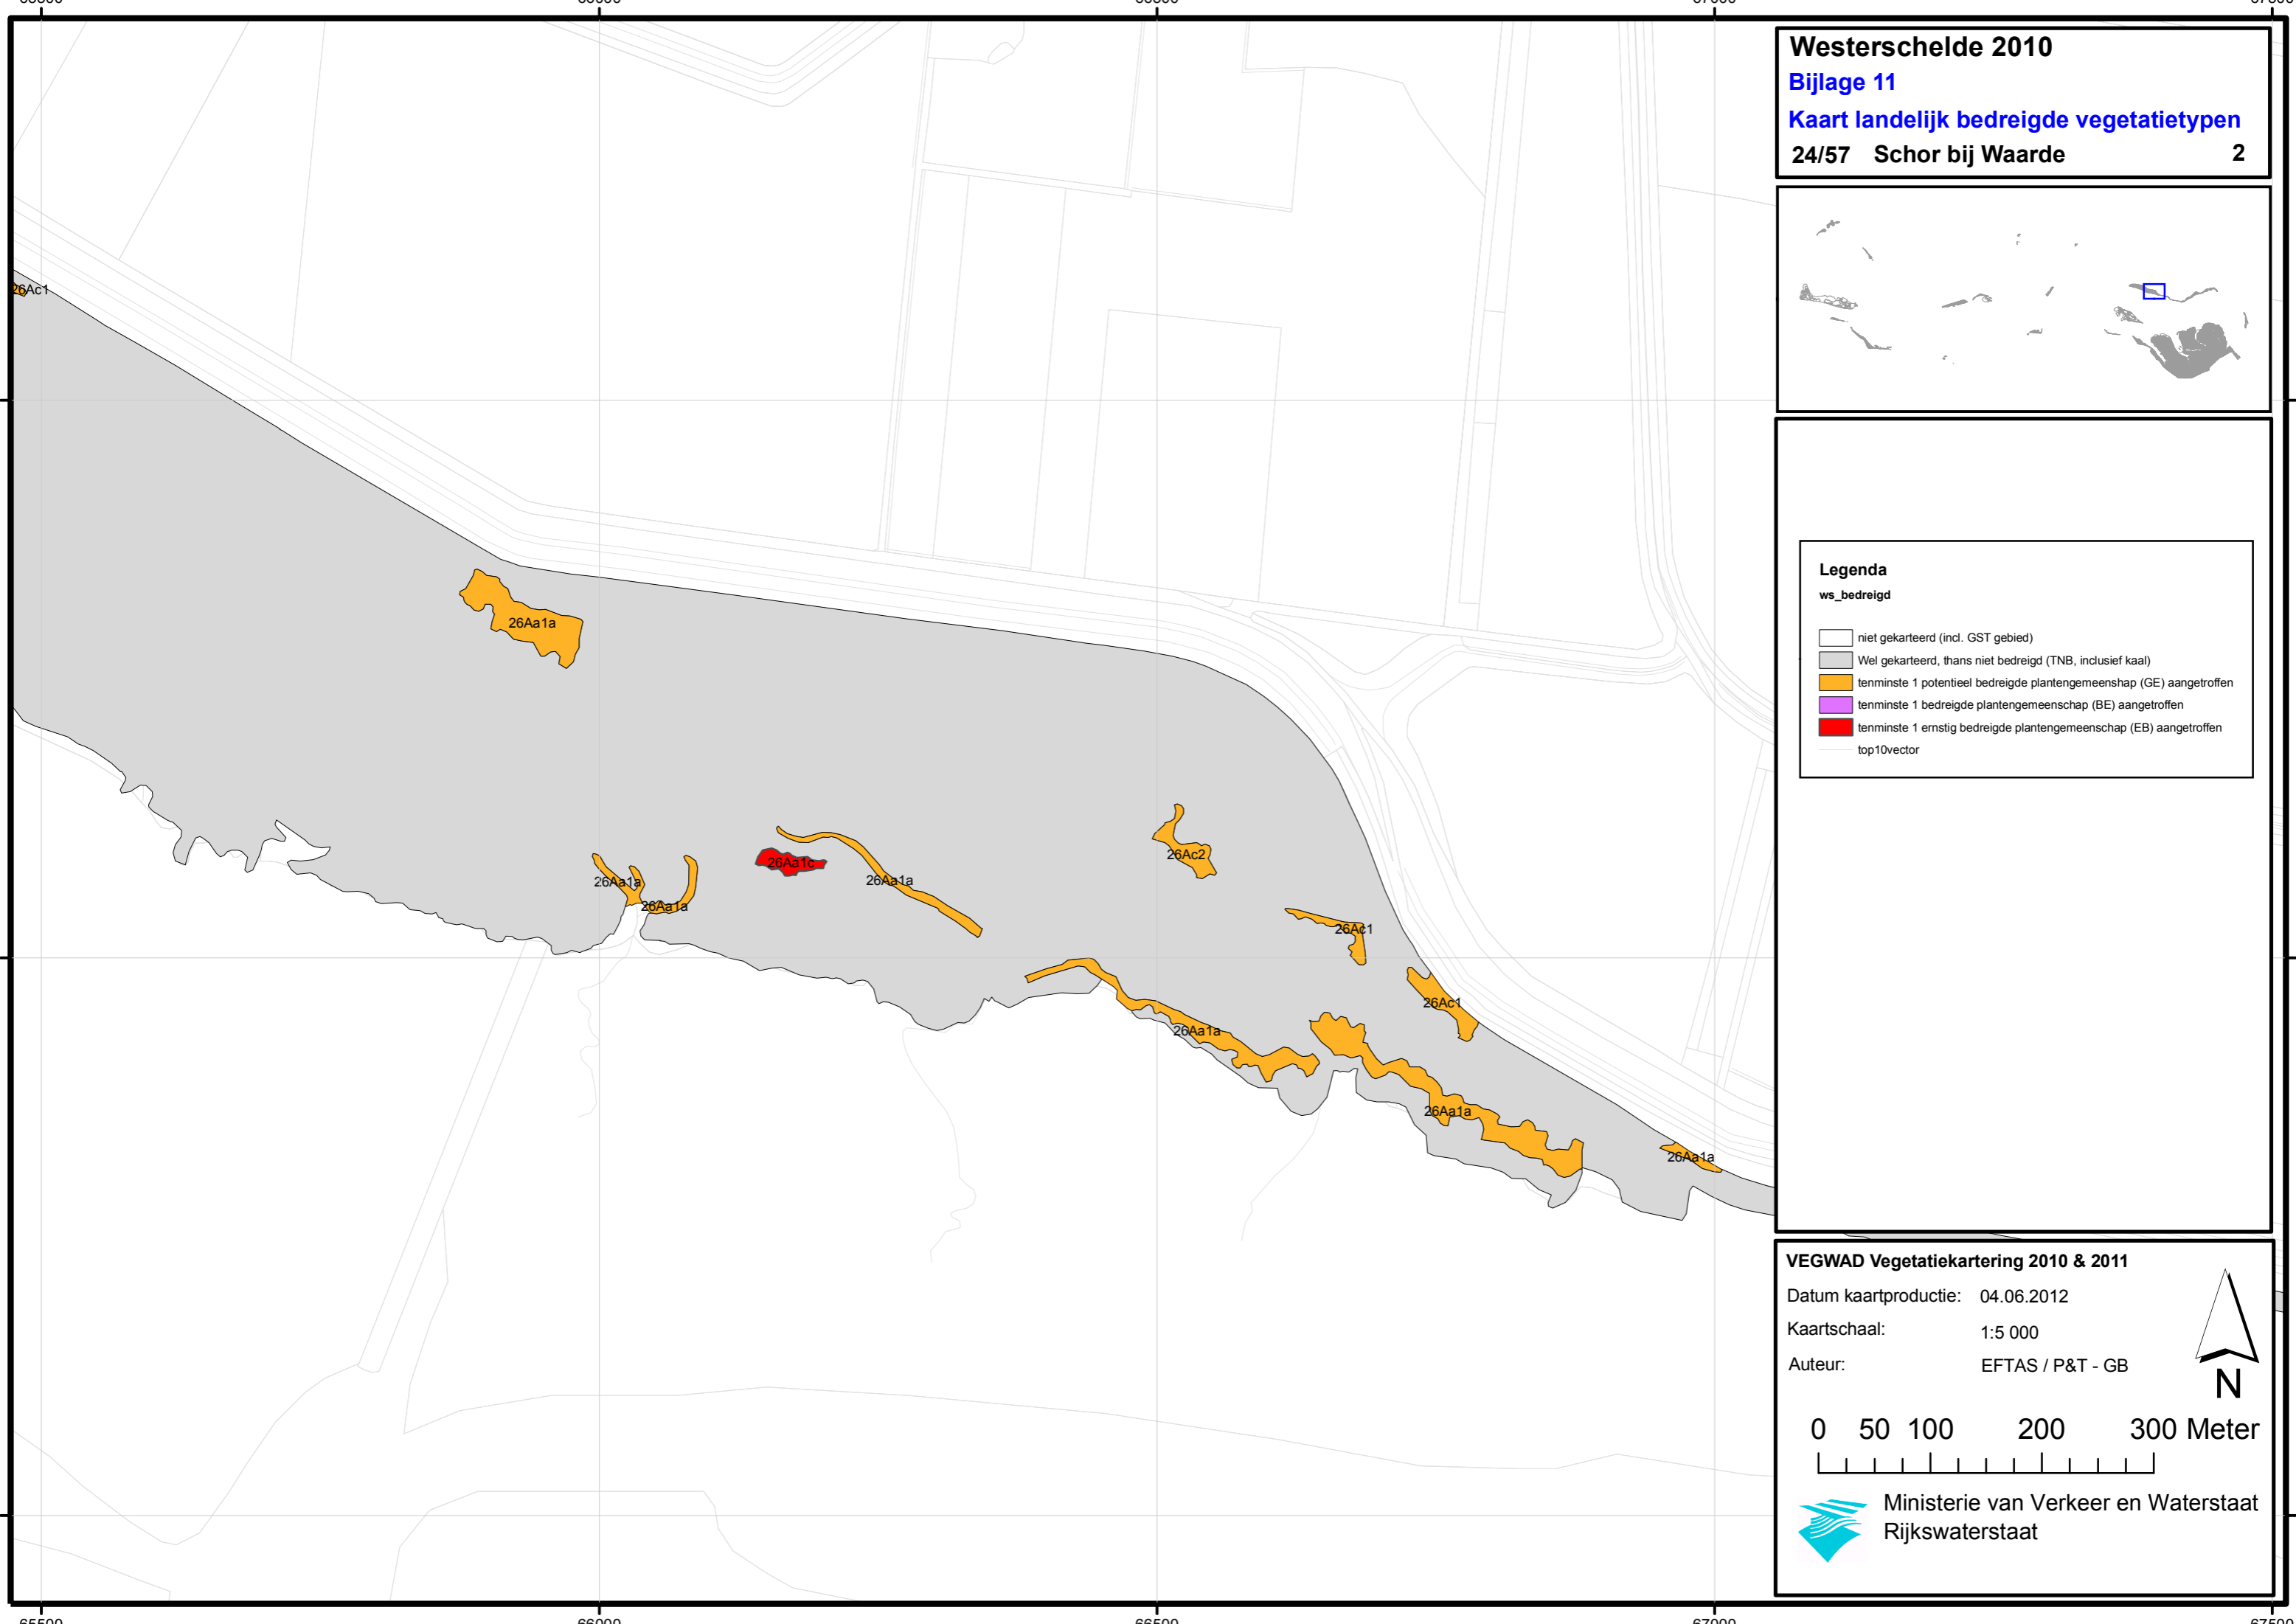 Westerschelde 2010
Bijlage 11
Kaart landelijk bedreigde vegetatietypen
24/57 Schor bij Waarde 2
26Ac1
26Aa1a
26Aa1c
26Aa1a
26Aa1a
26Aa1a
26Ac2
26Ac1
26Ac1
26Aa1a
26Aa1a
26Aa1a
Legenda
ws_bedreigd
niet gekarteerd (incl. GST gebied)
Wel gekarteerd, thans niet bedreigd (TNB, inclusief kaal)
tenminste 1 potentieel bedreigde plantengemeenshap (GE) aangetroffen
tenminste 1 bedreigde plantengemeenschap (BE) aangetroffen
tenminste 1 ernstig bedreigde plantengemeenschap (EB) aangetroffen
top10vector
VEGWAD Vegetatiekartering 2010 & 2011
Datum kaartproductie: 04.06.2012
Kaartschaal: 1:5 000
Auteur: EFTAS / P&T - GB
N
0 50 100 200 300 Meter
Ministerie van Verkeer en Waterstaat
Rijkswaterstaat